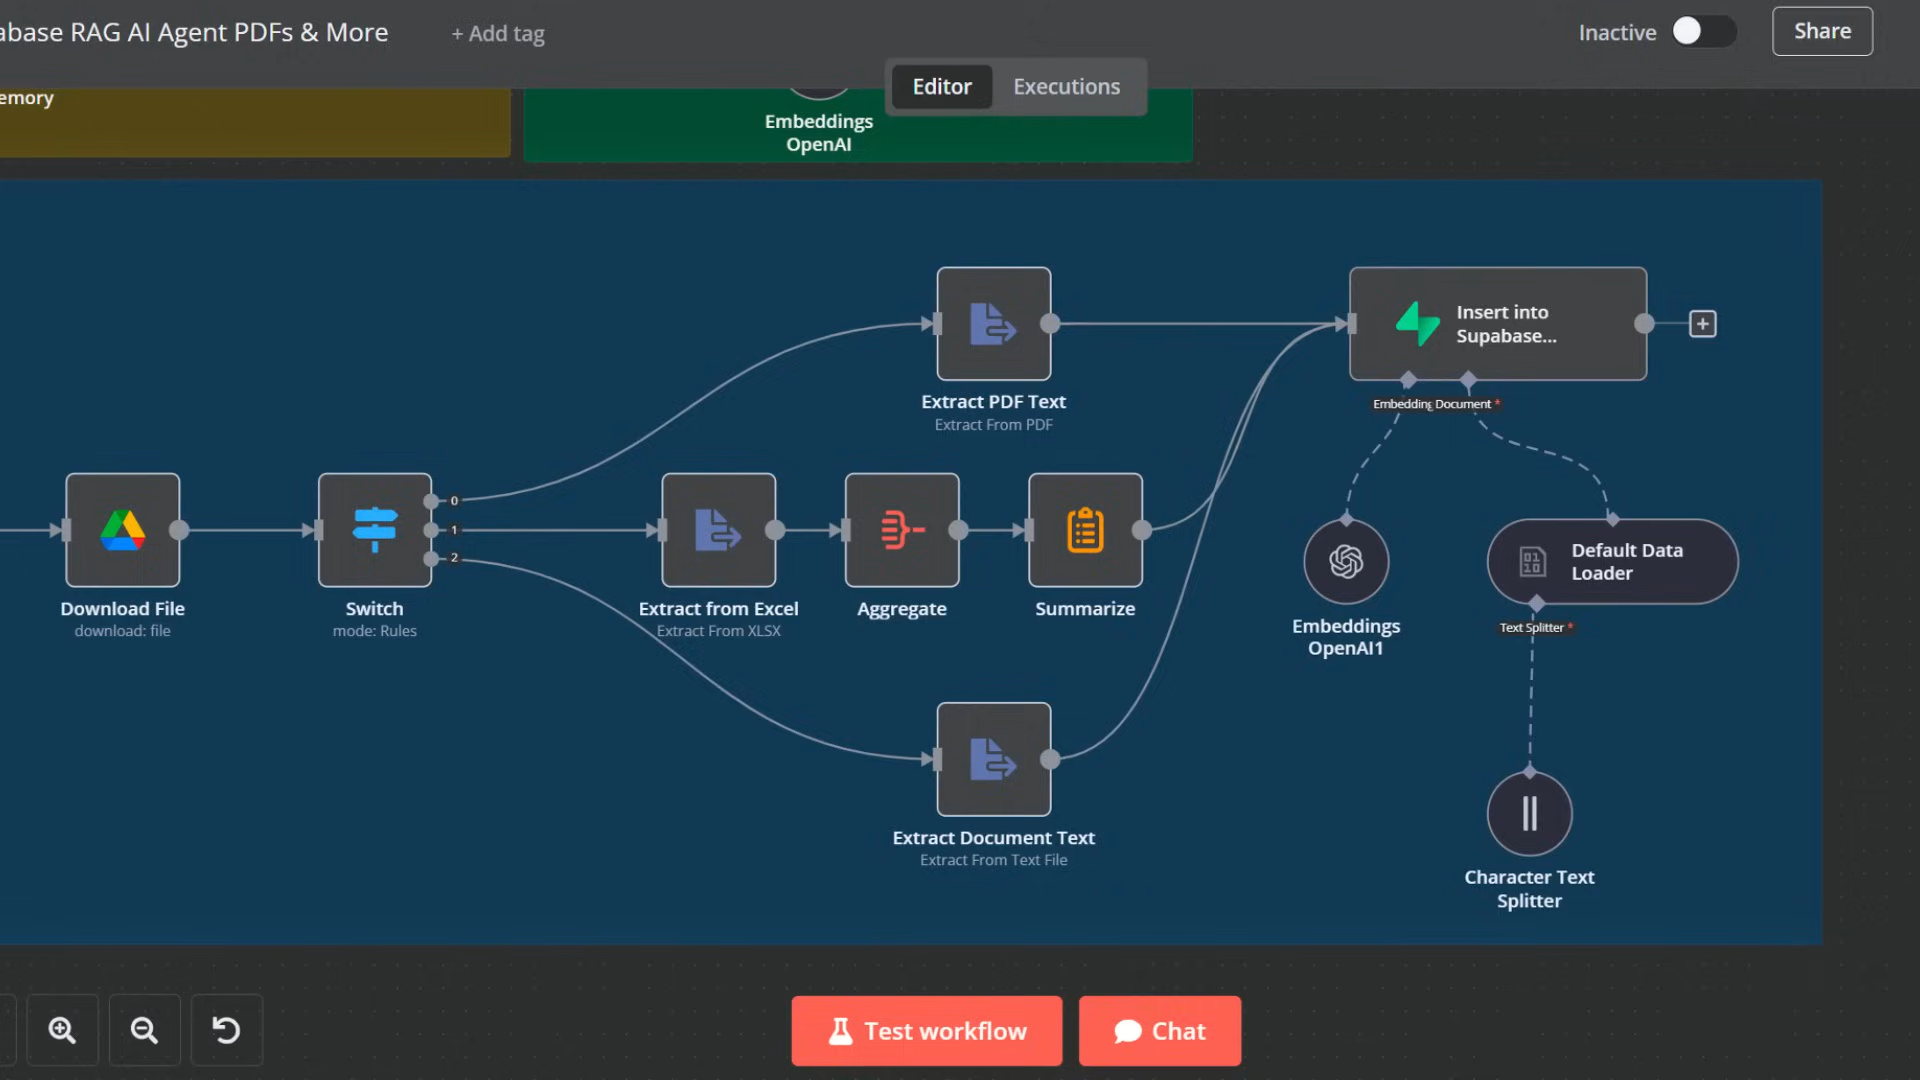 abase RAG AI Agent PDFs & More
+ Add tag
Inactive
Share
Editor
Executions
emory
Embeddings
OpenAI
Insert into
Supabase...
Extract PDF Text
Extract From PDF
Embedding
Document *
0
1
2
Download File
download: file
Switch
mode: Rules
Extract from Excel
Extract From XLSX
Aggregate
Summarize
Default Data
Loader
01
10
Embeddings
OpenAI1
Text Splitter *
Extract Document Text
Extract From Text File
Character Text
Splitter
Test workflow
Chat